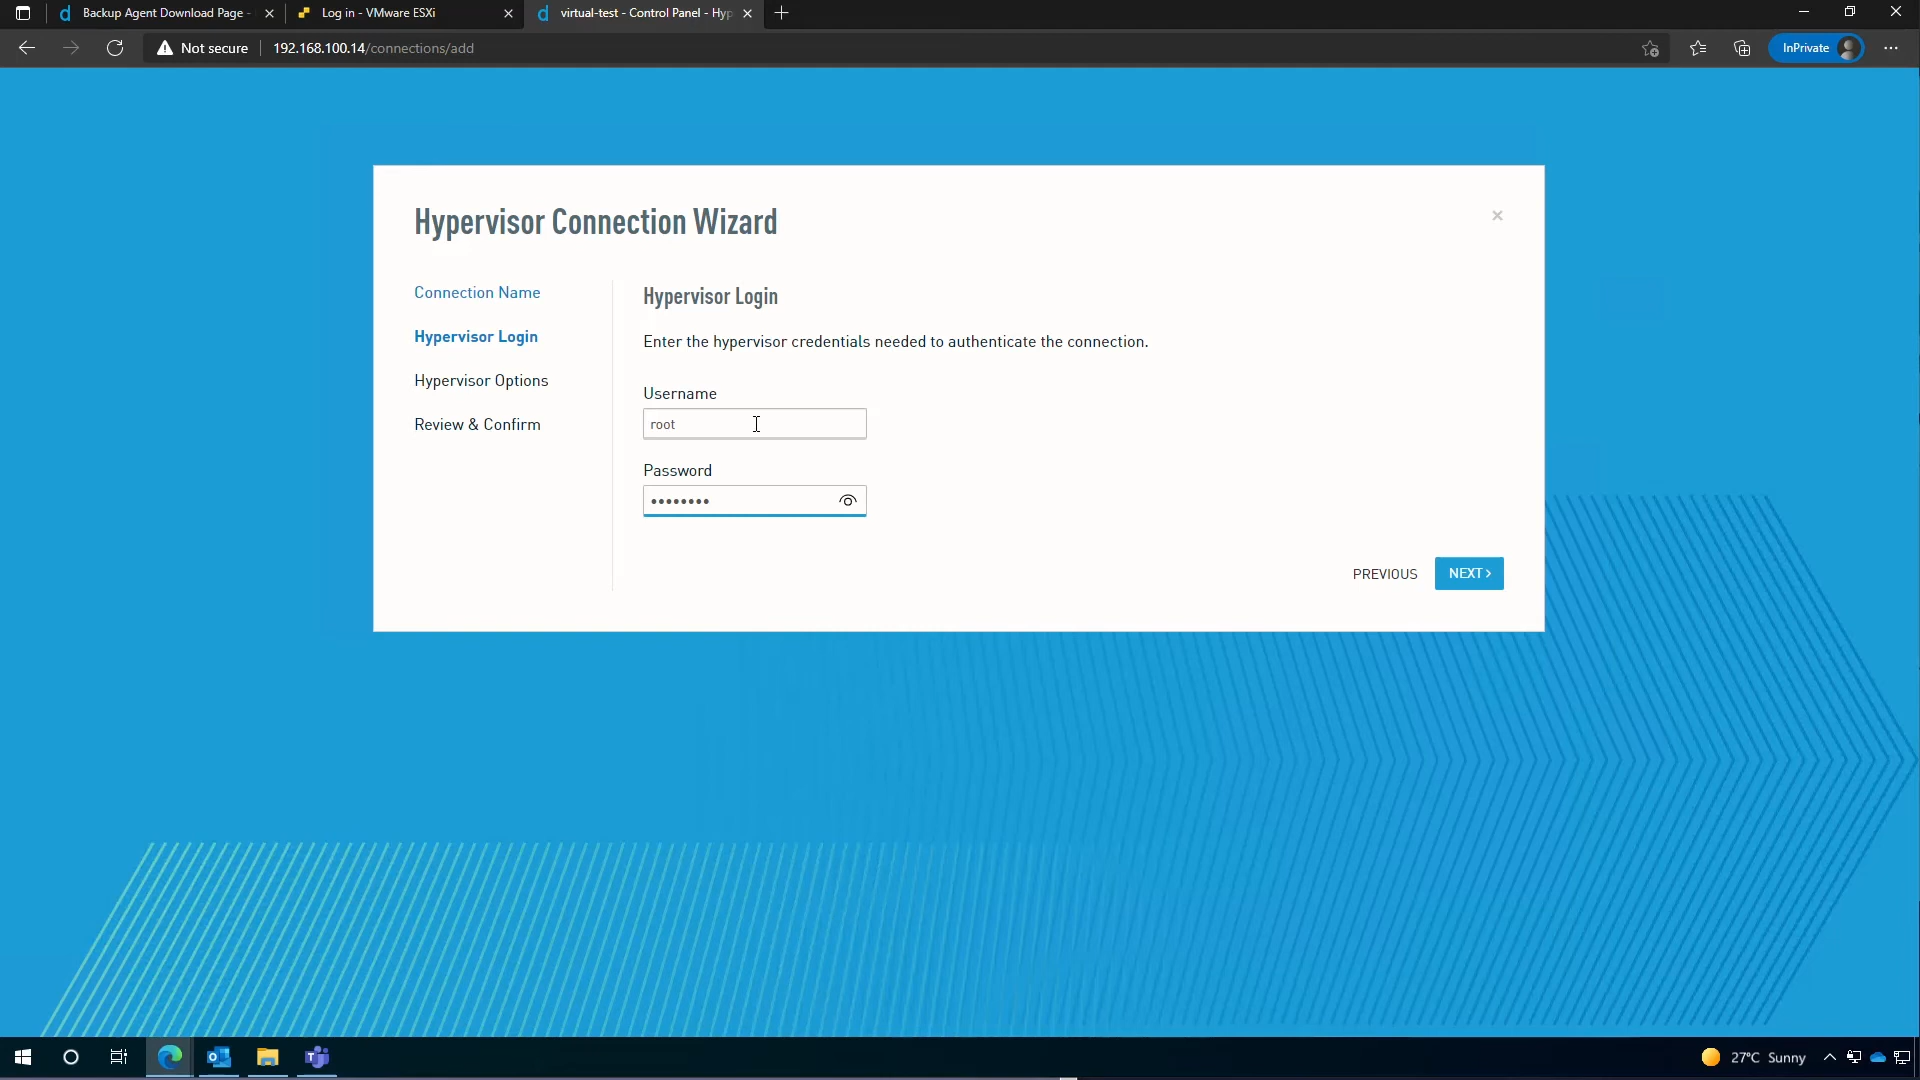 Backup Agent Download Page -
Log in - VMware ESXi
virtual-test - Control Panel - Hyp
Not secure
192.168.100.14/connections/add
InPrivate
Hypervisor Connection Wizard
Connection Name
Hypervisor Login
Hypervisor Options
Review & Confirm
Hypervisor Login
Enter the hypervisor credentials needed to authenticate the connection.
Username
root
Password
••••••••
PREVIOUS
NEXT >
27°C Sunny